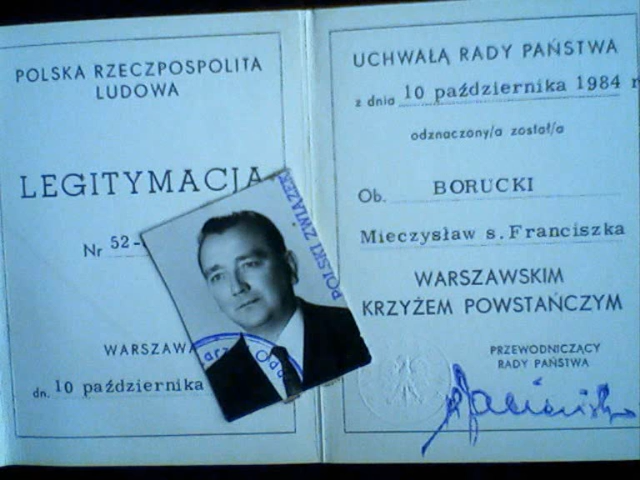 POLSKA RZECZPOSPOLITA
LUDOWA
LEGITYMACJA
Nr 52-
WARSZAWA
dn. 10 października
POLSKI ZWIĄZEK
UCHWAŁĄ RADY PAŃSTWA
z dnia 10 października 1984 r
odznaczony/a został/a
Ob. BORUCKI
Mieczysław s. Franciszka
WARSZAWSKIM
KRZYŻEM POWSTAŃCZYM
PRZEWODNICZĄCY
RADY PAŃSTWA